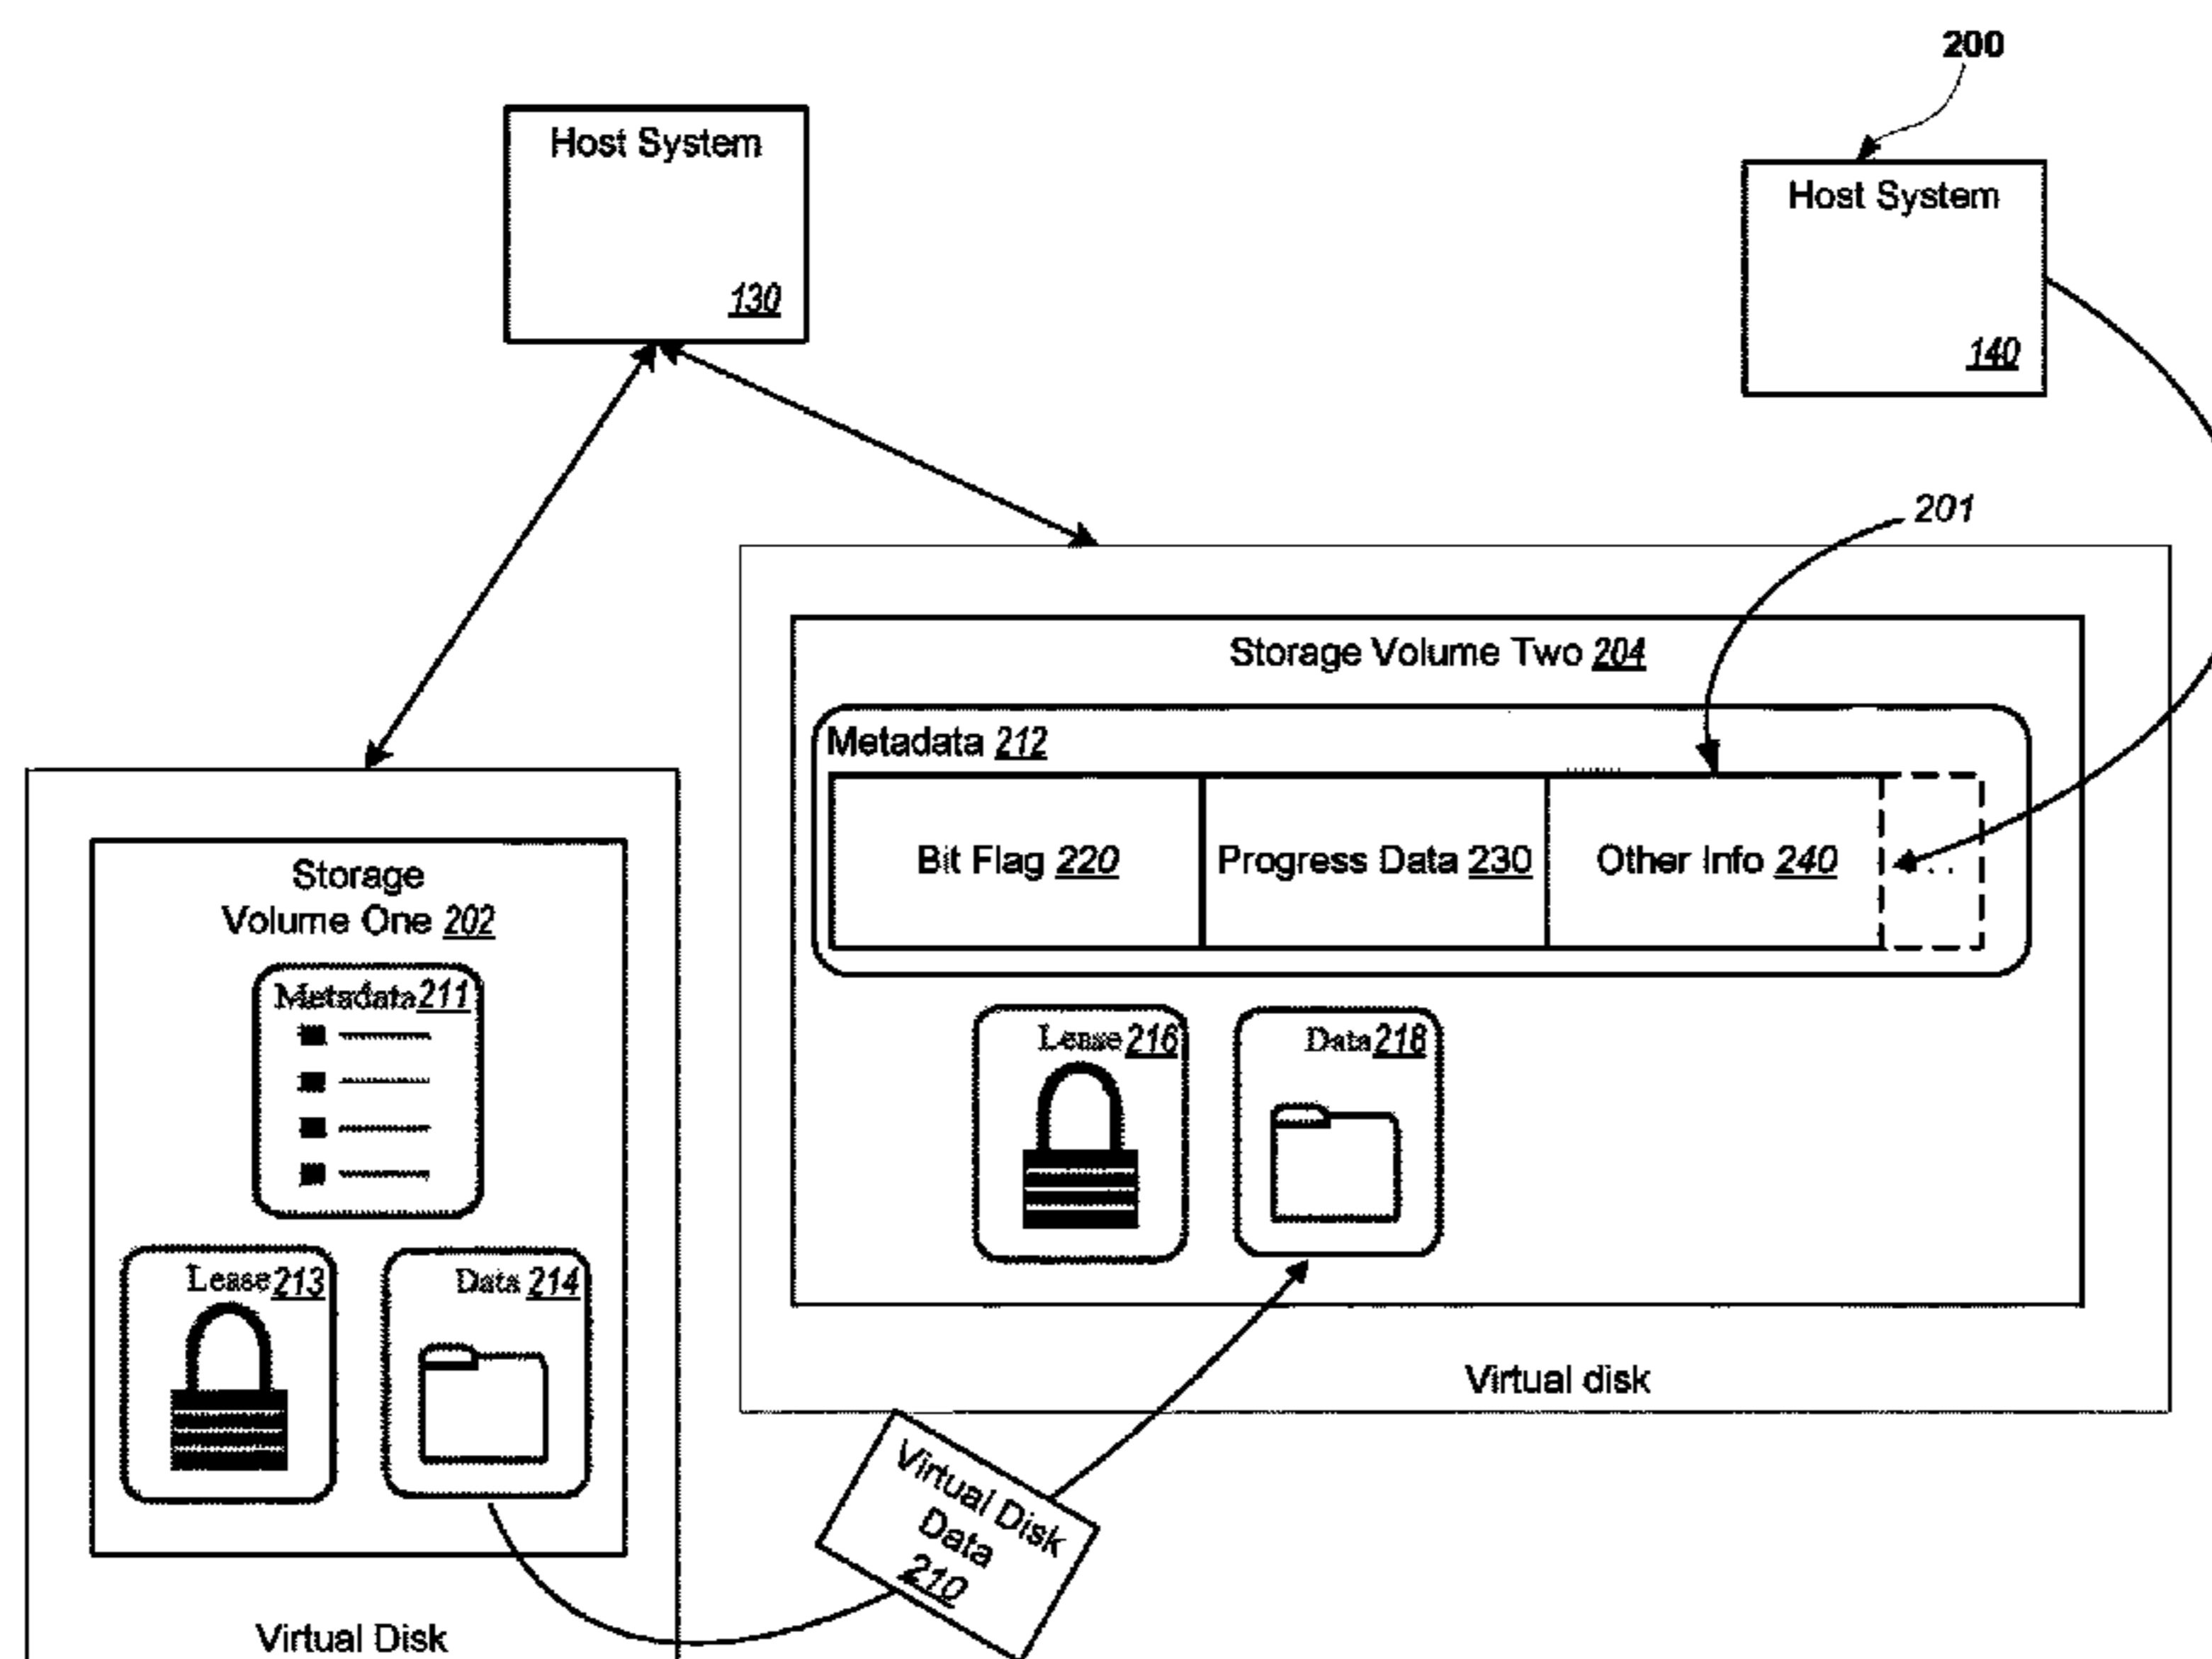 200
Host System
130
Host System
140
201
Storage Volume Two 204
Metadata 212
Bit Flag 220
Progress Data 230
Other Info 240
. .
Lease 216
Data 218
Virtual disk
Storage
Volume One 202
Metadata 211
Lease 213
Data 214
Virtual Disk
Virtual Disk
Data
210